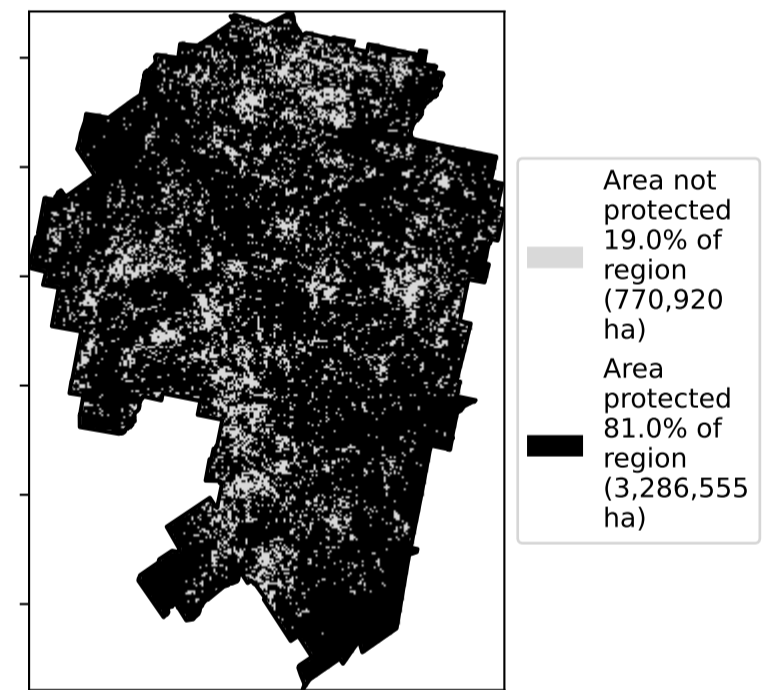 Area not
protected
19.0% of
region
(770,920
ha)
Area
protected
81.0% of
region
(3,286,555
ha)